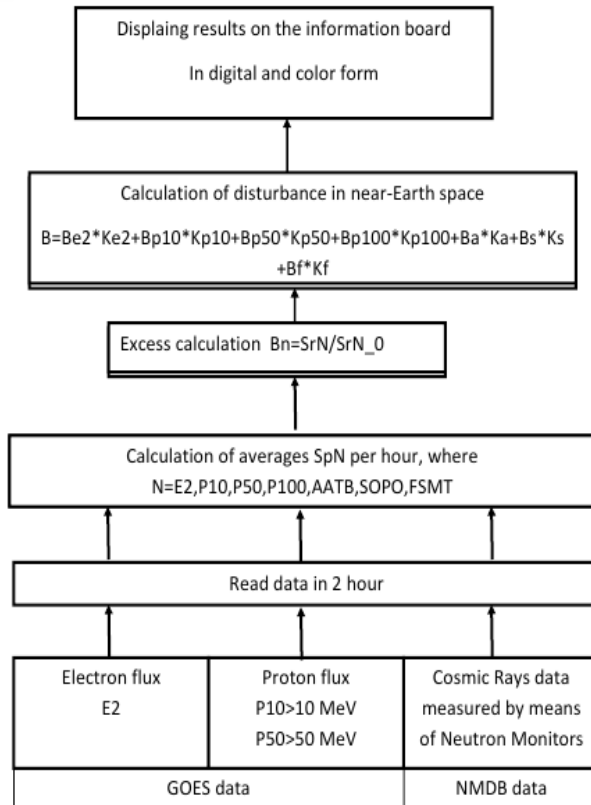 Displaing results on the information board
In digital and color form
Calculation of disturbance in near-Earth space
B=Be2*Ke2+Bp10*Kp10+Bp50*Kp50+Bp100*Kp100+Ba*Ka+Bs*Ks
+Bf*Kf
Excess calculation Bn=SrN/SrN_0
Calculation of averages SpN per hour, where
N=E2,P10,P50,P100,AATB,SOPO,FSMT
Read data in 2 hour
Electron flux
E2
Proton flux
P10>10 MeV
P50>50 MeV
Cosmic Rays data
measured by means
of Neutron Monitors
GOES data
NMDB data